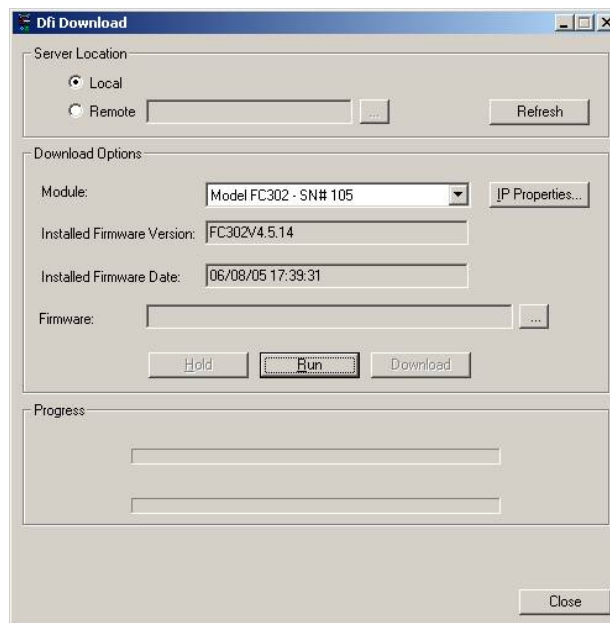 Dfi Download
Server Location
Local
Remote
...
Refresh
Download Options
Module:
Model FC302 - SN# 105
IP Properties...
Installed Firmware Version:
FC302V4.5.14
Installed Firmware Date:
06/08/05 17:39:31
Firmware:
...
Hold
Run
Download
Progress
Close